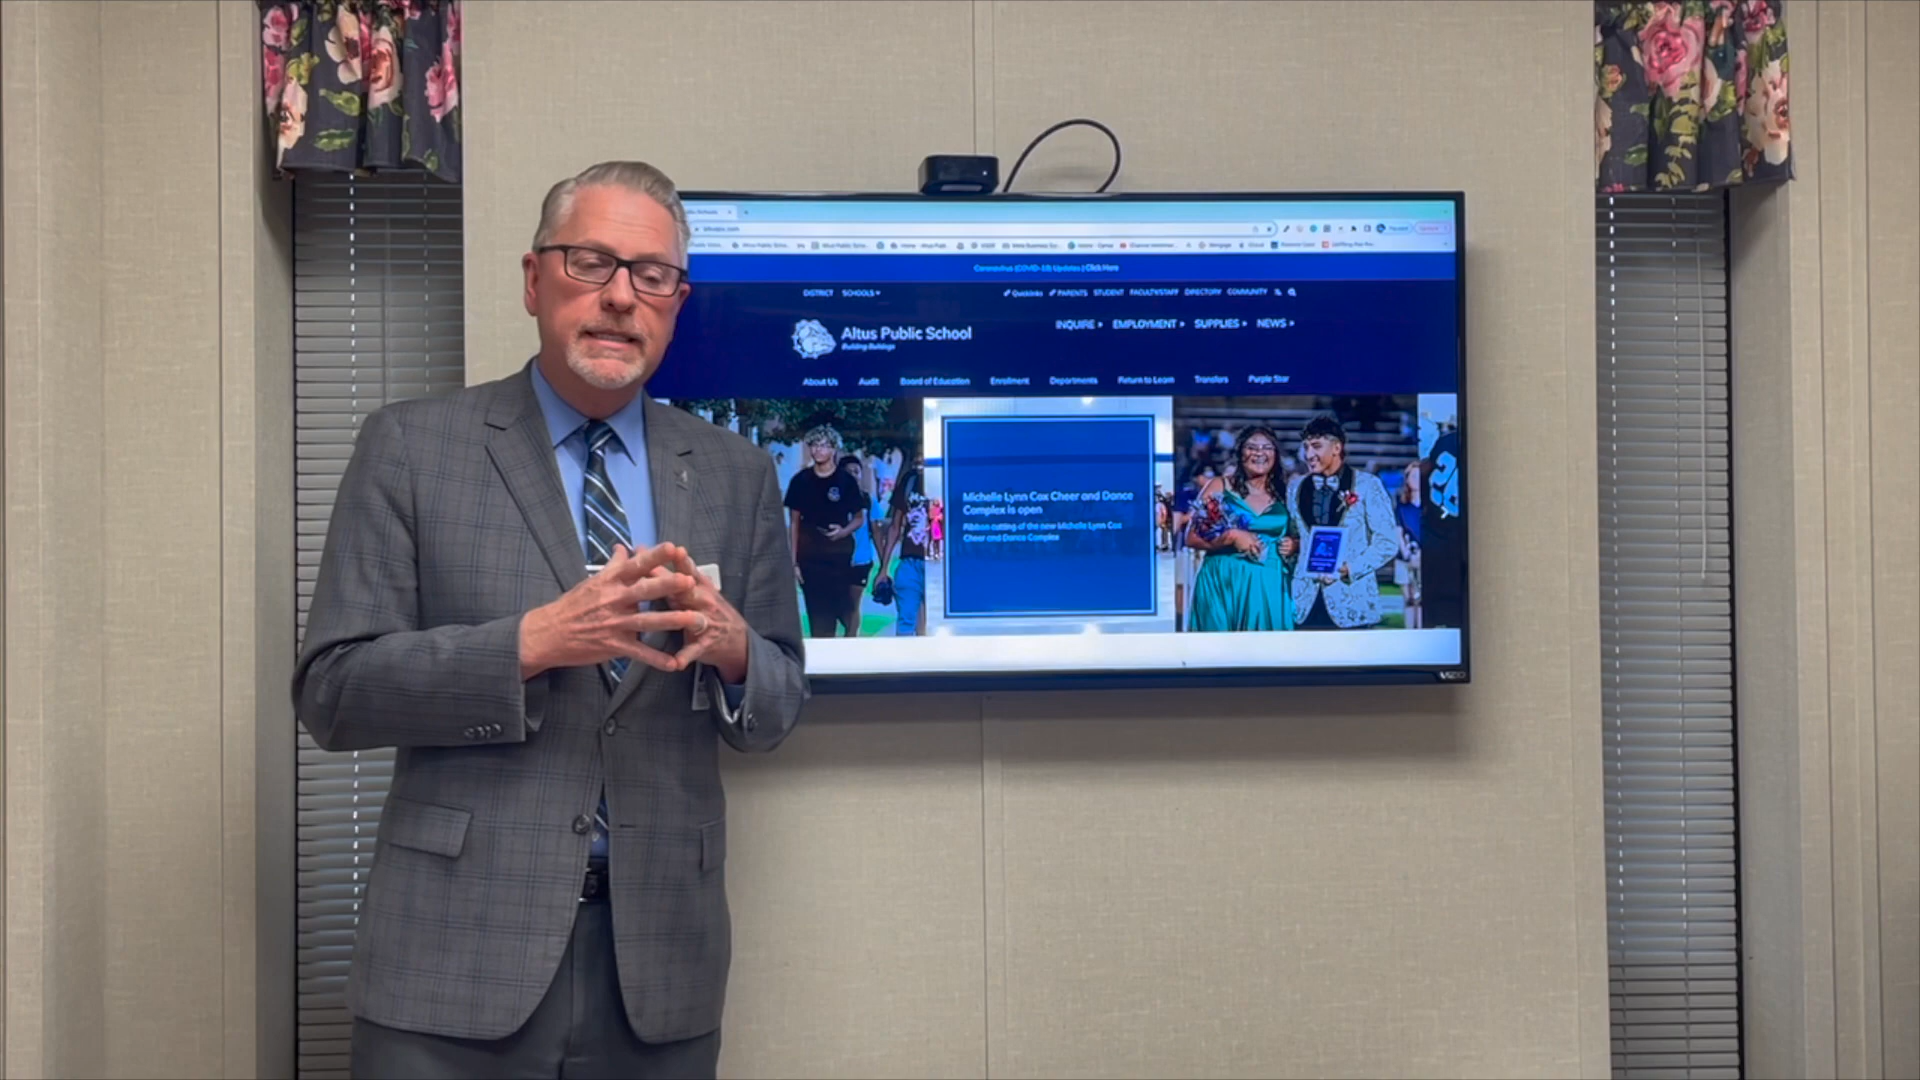 Coronavirus (COVID-19) Updates | Click Here
DISTRICT SCHOOLS
Quicklinks PARENTS STUDENT FACULTY/STAFF DIRECTORY COMMUNITY
INQUIRE EMPLOYMENT SUPPLIES NEWS
Altus Public School
Building Bulldogs
About Us Audit Board of Education Enrollment Departments Return to Learn Transfers Purple Star
Michelle Lynn Cox Cheer and Dance
Complex is open
Ribbon cutting of the new Michelle Lynn Cox
Cheer and Dance Complex
VIZIO